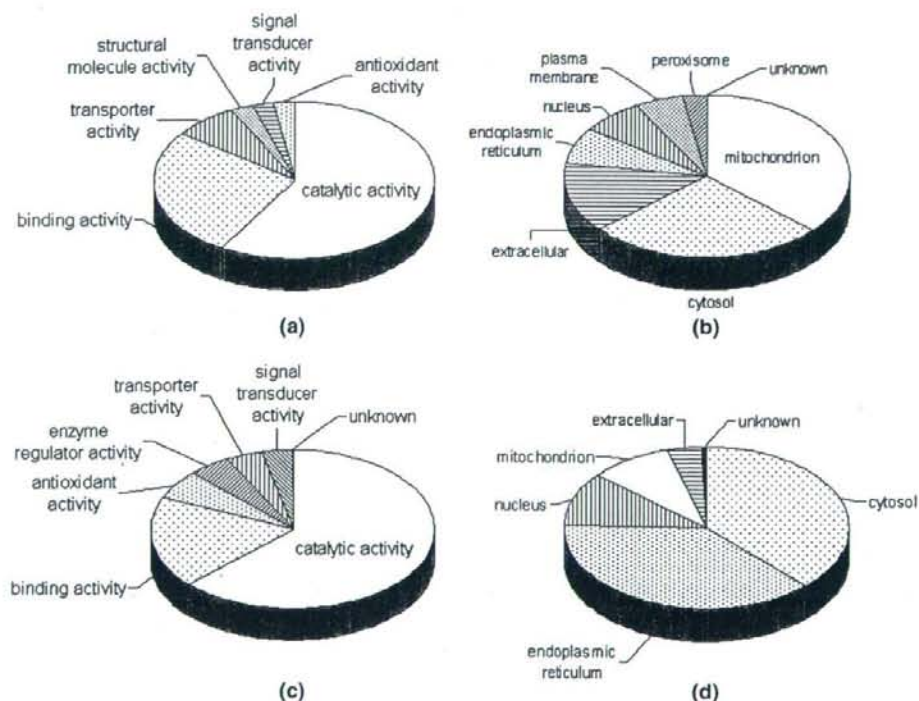 signal
transducer
activity
structural
molecule activity
antioxidant activity
transporter
activity
catalytic activity
binding activity
(a)
plasma
membrane
peroxisome
unknown
nucleus
endoplasmic
reticulum
mitochondrion
extracellular
cytosol
(b)
signal
transducer
activity
transporter
activity
unknown
enzyme
regulator activity
antioxidant
activity
catalytic activity
binding activity
(c)
extracellular
unknown
mitochondrion
nucleus
cytosol
endoplasmic
reticulum
(d)